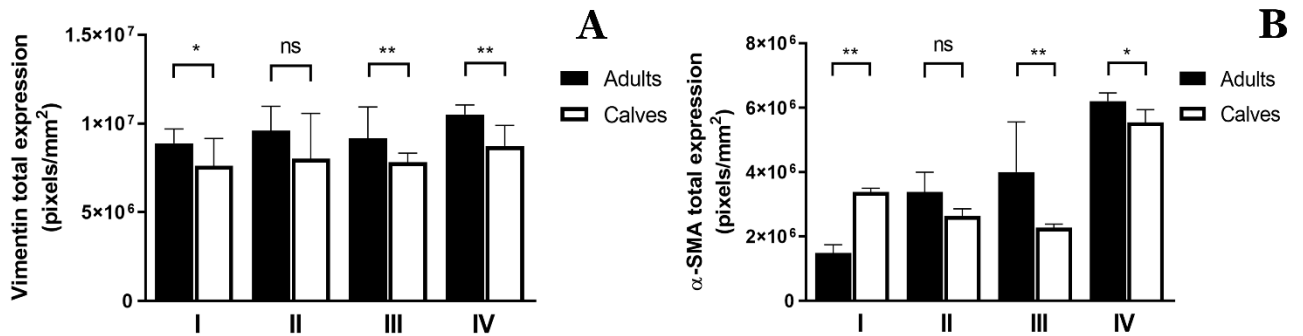 A
Vimentin total expression
(pixels/mm²)
1.5×10⁷
1×10⁷
5×10⁶
0
*
ns
**
**
Adults
Calves
I
II
III
IV
B
α-SMA total expression
(pixels/mm²)
8×10⁶
6×10⁶
4×10⁶
2×10⁶
0
**
ns
**
*
Adults
Calves
I
II
III
IV